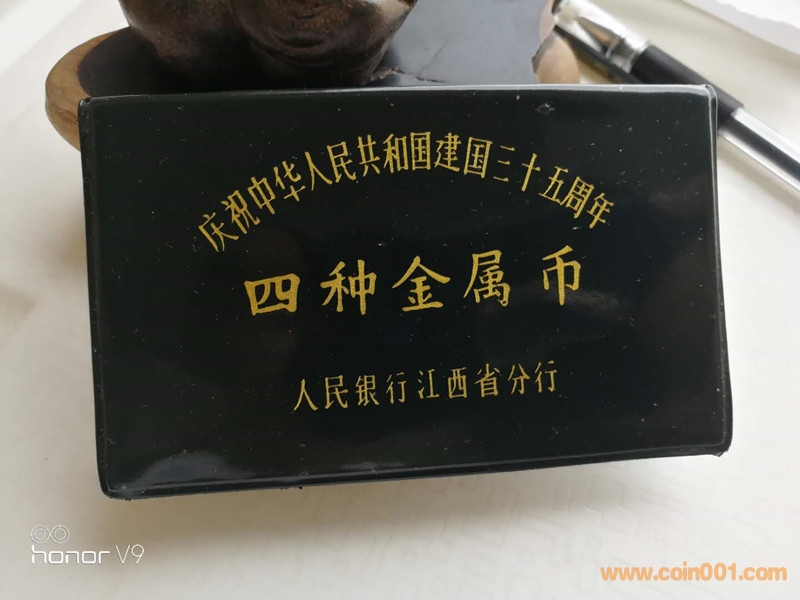 庆祝中华人民共和国建国三十五周年
四种金属币
人民银行江西省分行
honor V9
www.coin001.com